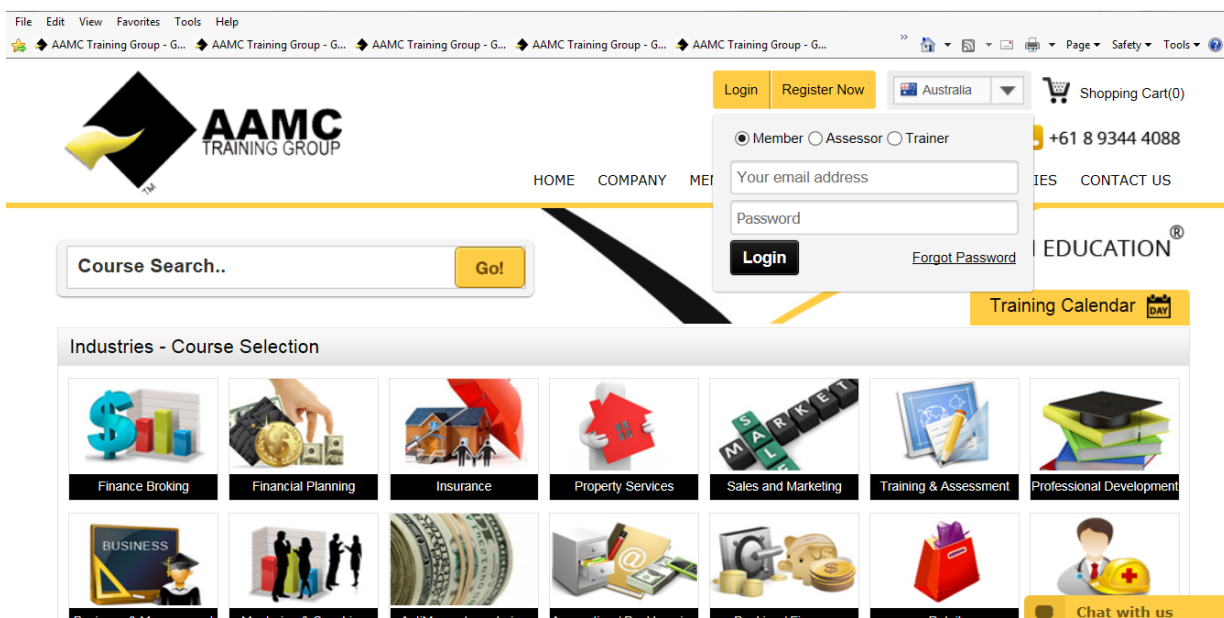 File Edit View Favorites Tools Help
AAMC Training Group - G... AAMC Training Group - G... AAMC Training Group - G... AAMC Training Group - G... AAMC Training Group - G... » Page Safety Tools
Login Register Now Australia Shopping Cart(0)
AAMC
TRAINING GROUP
TM
Member Assessor Trainer
+61 8 9344 4088
HOME COMPANY IES CONTACT US
Your email address
Password
Login Forgot Password
EDUCATION®
Course Search.. Go!
Training Calendar DAY
Industries - Course Selection
MARKET
SALE
Finance Broking Financial Planning Insurance Property Services Sales and Marketing Training & Assessment Professional Development
BUSINESS
Chat with us